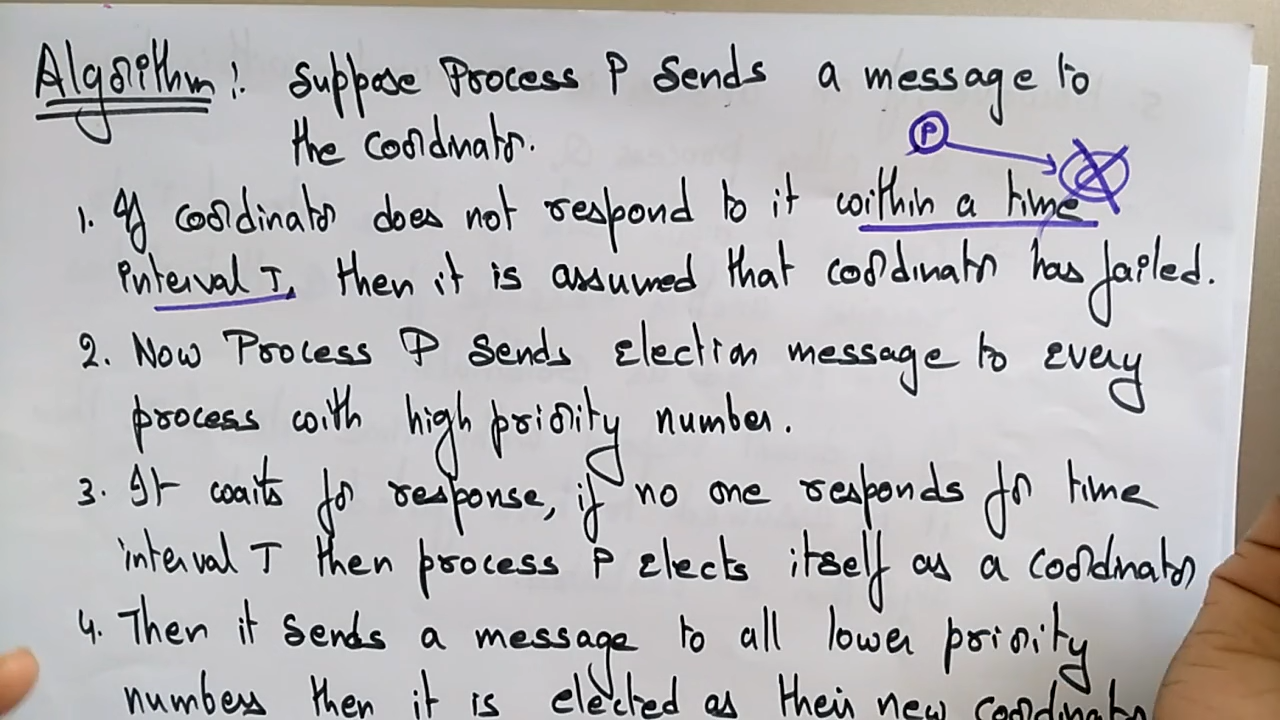 Algorithm:. Suppose Process P Sends a message to
the coordinator.
P C
1. If coordinator does not respond to it within a time
interval T, then it is assumed that coordinator has failed.
2. Now Process P Sends Election message to Every
process with high priority number.
3. It waits for response, if no one responds for time
interval T then process P Elects itself as a coordinator
4. Then it Sends a message to all lower priority
numbers then it is elected as their new coordinator